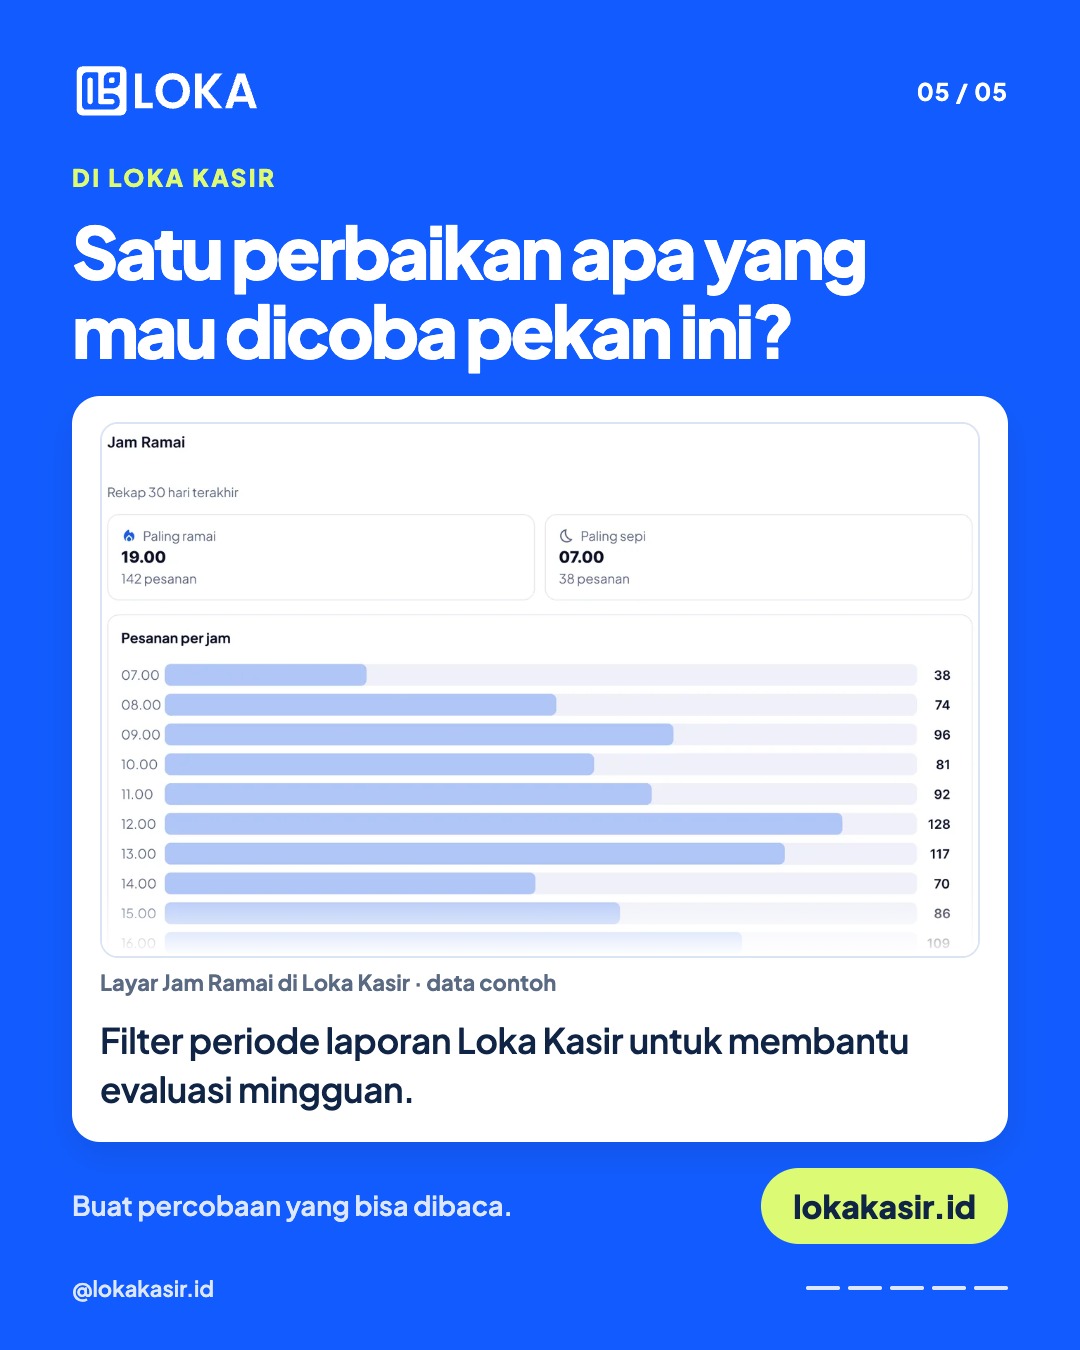 LOKA
05 / 05
DI LOKA KASIR
Satu perbaikan apa yang
mau dicoba pekan ini?
Jam Ramai
Rekap 30 hari terakhir
Paling ramai
19.00
142 pesanan
Paling sepi
07.00
38 pesanan
Pesanan per jam
07.00 38
08.00 74
09.00 96
10.00 81
11.00 92
12.00 128
13.00 117
14.00 70
15.00 86
16.00 109
Layar Jam Ramai di Loka Kasir · data contoh
Filter periode laporan Loka Kasir untuk membantu
evaluasi mingguan.
Buat percobaan yang bisa dibaca.
lokakasir.id
@lokakasir.id